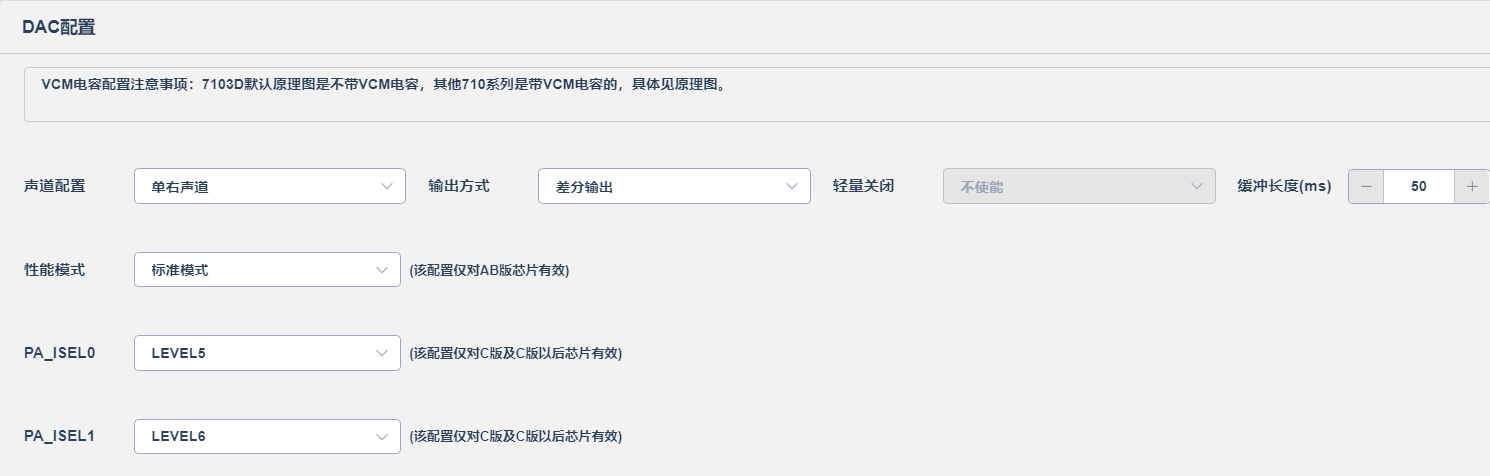 DAC配置
VCM电容配置注意事项：7103D默认原理图是不带VCM电容，其他710系列是带VCM电容的，具体见原理图。
声道配置 单右声道 输出方式 差分输出 轻量关闭 不使能 缓冲长度(ms) − 50 +
性能模式 标准模式 (该配置仅对AB版芯片有效)
PA_ISEL0 LEVEL5 (该配置仅对C版及C版以后芯片有效)
PA_ISEL1 LEVEL6 (该配置仅对C版及C版以后芯片有效)